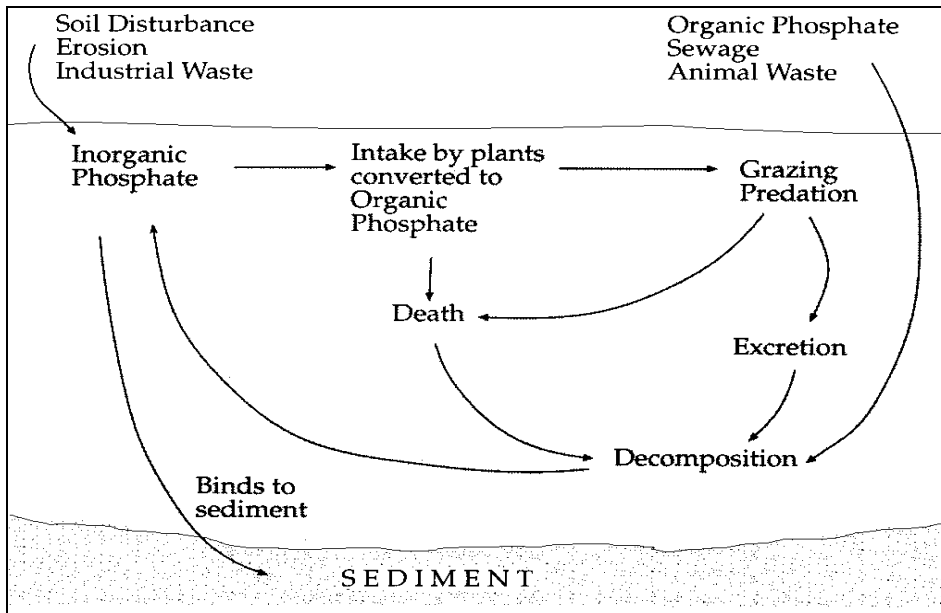 Soil Disturbance
Erosion
Industrial Waste
Organic Phosphate
Sewage
Animal Waste
Inorganic
Phosphate
Intake by plants
converted to
Organic
Phosphate
Grazing
Predation
Death
Excretion
Decomposition
Binds to
sediment
SEDIMENT